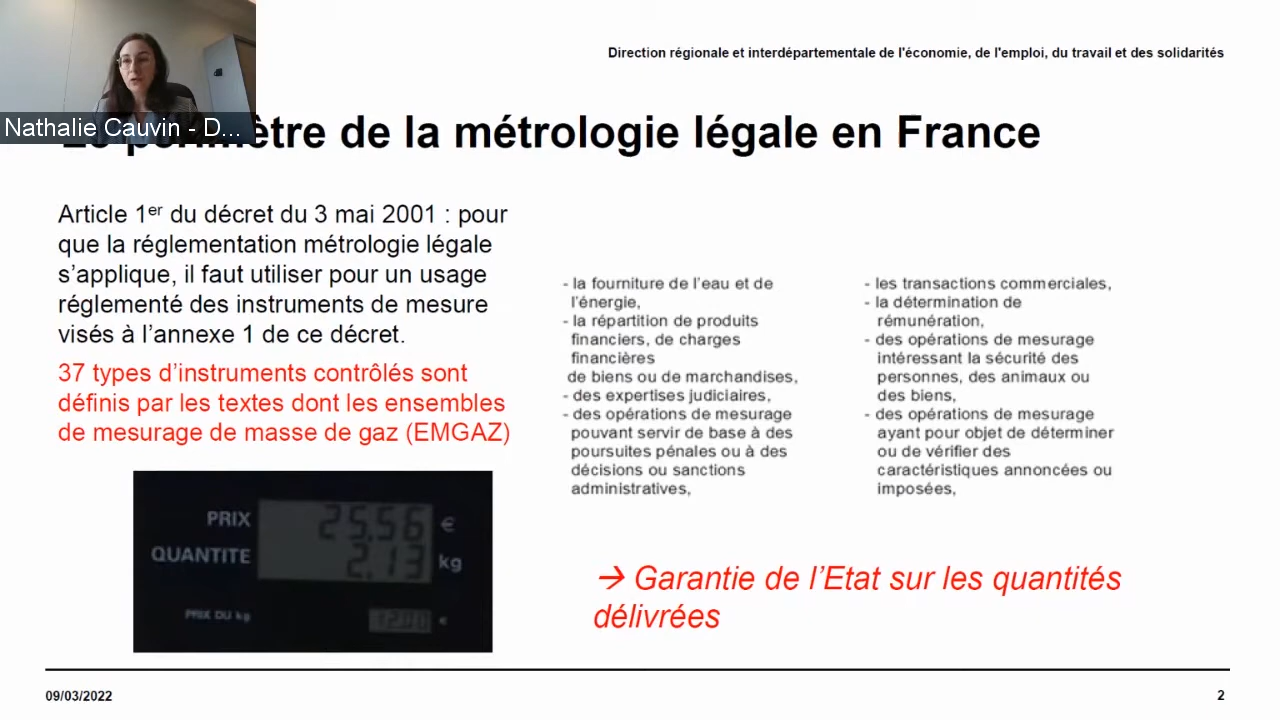 Direction régionale et interdépartementale de l'économie, de l'emploi, du travail et des solidarités
Nathalie Cauvin - D...
périmètre de la métrologie légale en France
Article 1er du décret du 3 mai 2001 : pour
que la réglementation métrologie légale
s’applique, il faut utiliser pour un usage
réglementé des instruments de mesure
visés à l’annexe 1 de ce décret.
37 types d’instruments contrôlés sont
définis par les textes dont les ensembles
de mesurage de masse de gaz (EMGAZ)
PRIX 25.56 €
QUANTITE 2.13 kg
PRIX DU kg 12.00 €
- la fourniture de l’eau et de
l’énergie,
- la répartition de produits
financiers, de charges
financières
de biens ou de marchandises,
- des expertises judiciaires,
- des opérations de mesurage
pouvant servir de base à des
poursuites pénales ou à des
décisions ou sanctions
administratives,
- les transactions commerciales,
- la détermination de
rémunération,
- des opérations de mesurage
intéressant la sécurité des
personnes, des animaux ou
des biens,
- des opérations de mesurage
ayant pour objet de déterminer
ou de vérifier des
caractéristiques annoncées ou
imposées,
→ Garantie de l’Etat sur les quantités
délivrées
09/03/2022
2